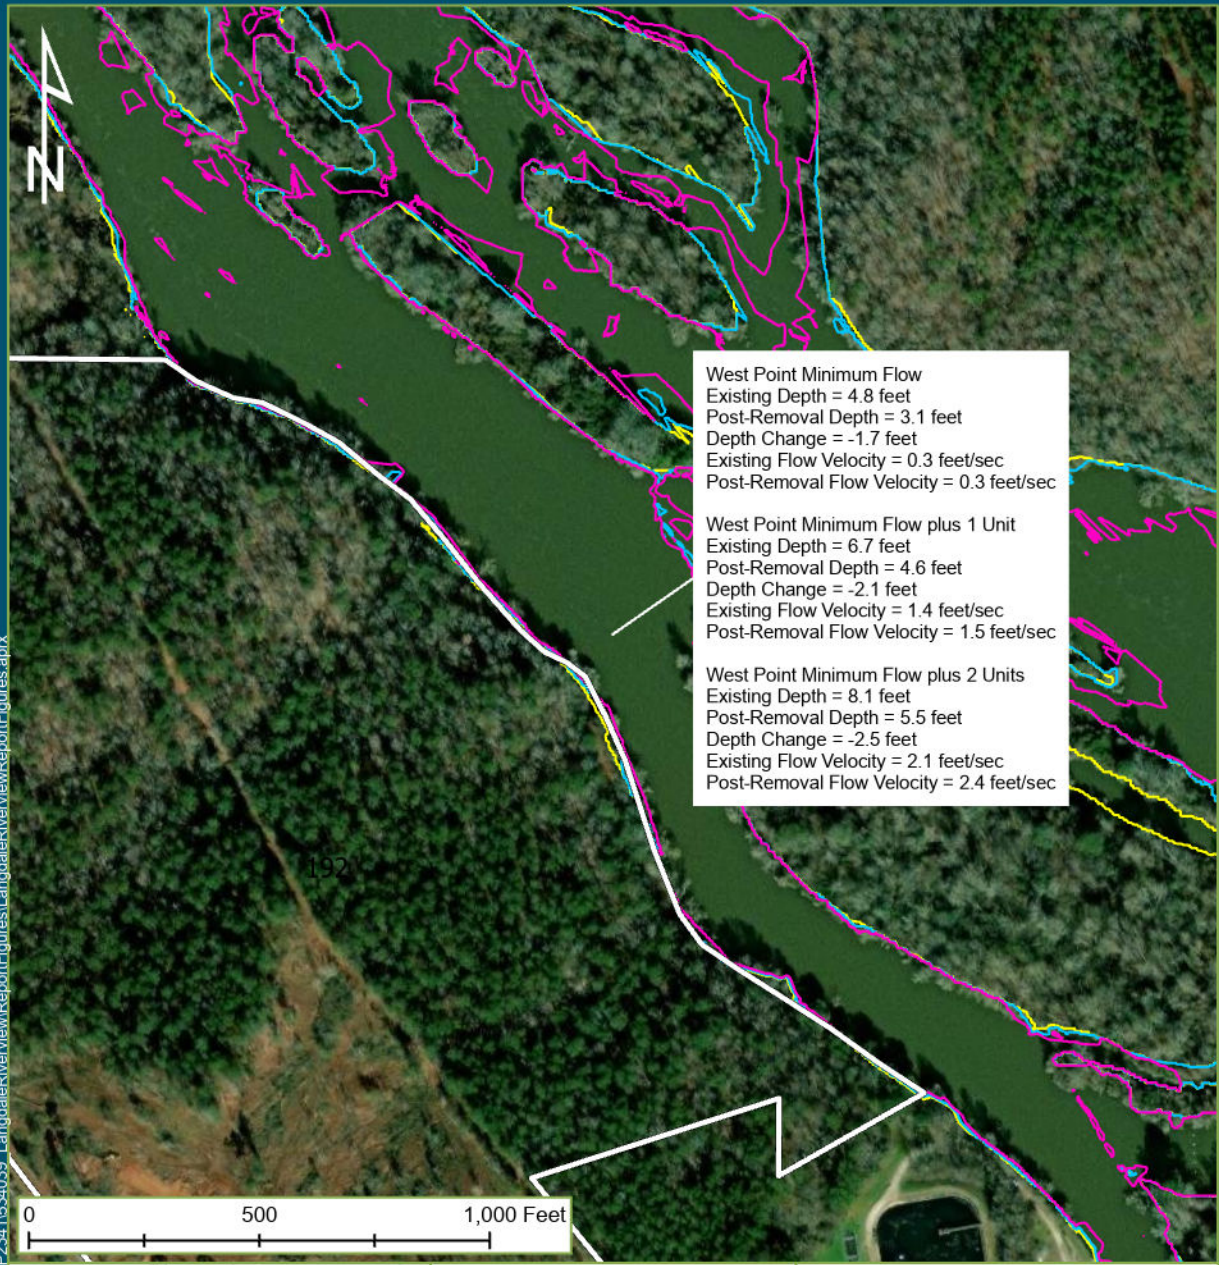 N
West Point Minimum Flow
Existing Depth = 4.8 feet
Post-Removal Depth = 3.1 feet
Depth Change = -1.7 feet
Existing Flow Velocity = 0.3 feet/sec
Post-Removal Flow Velocity = 0.3 feet/sec
West Point Minimum Flow plus 1 Unit
Existing Depth = 6.7 feet
Post-Removal Depth = 4.6 feet
Depth Change = -2.1 feet
Existing Flow Velocity = 1.4 feet/sec
Post-Removal Flow Velocity = 1.5 feet/sec
West Point Minimum Flow plus 2 Units
Existing Depth = 8.1 feet
Post-Removal Depth = 5.5 feet
Depth Change = -2.5 feet
Existing Flow Velocity = 2.1 feet/sec
Post-Removal Flow Velocity = 2.4 feet/sec
192
0 500 1,000 Feet
LangdaleRiverview\ReportFigures\LangdaleRiverviewReportFigures.aprx